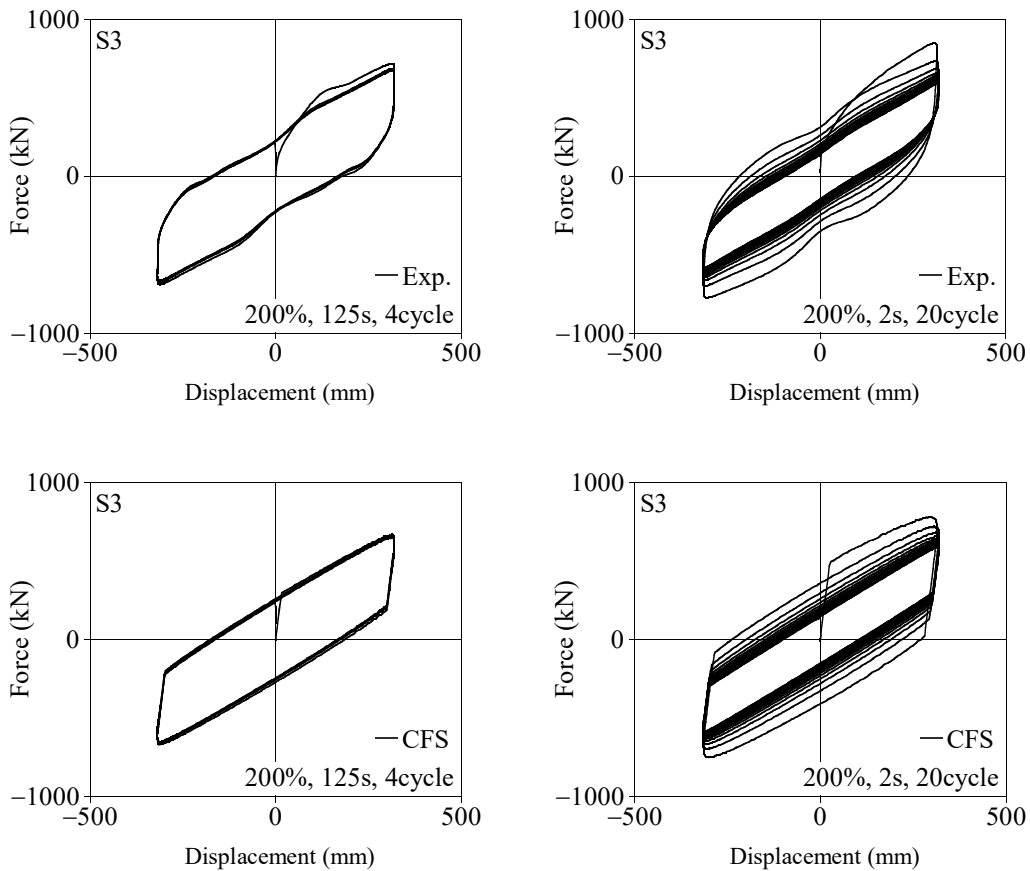 1000
S3
Force (kN)
0
Exp.
200%, 125s, 4cycle
−1000
−500
0
500
Displacement (mm)
1000
S3
Force (kN)
0
Exp.
200%, 2s, 20cycle
−1000
−500
0
500
Displacement (mm)
1000
S3
Force (kN)
0
CFS
200%, 125s, 4cycle
−1000
−500
0
500
Displacement (mm)
1000
S3
Force (kN)
0
CFS
200%, 2s, 20cycle
−1000
−500
0
500
Displacement (mm)